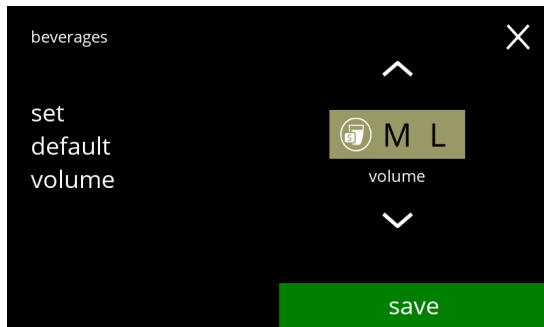 beverages
set
default
volume
S M L
volume
save